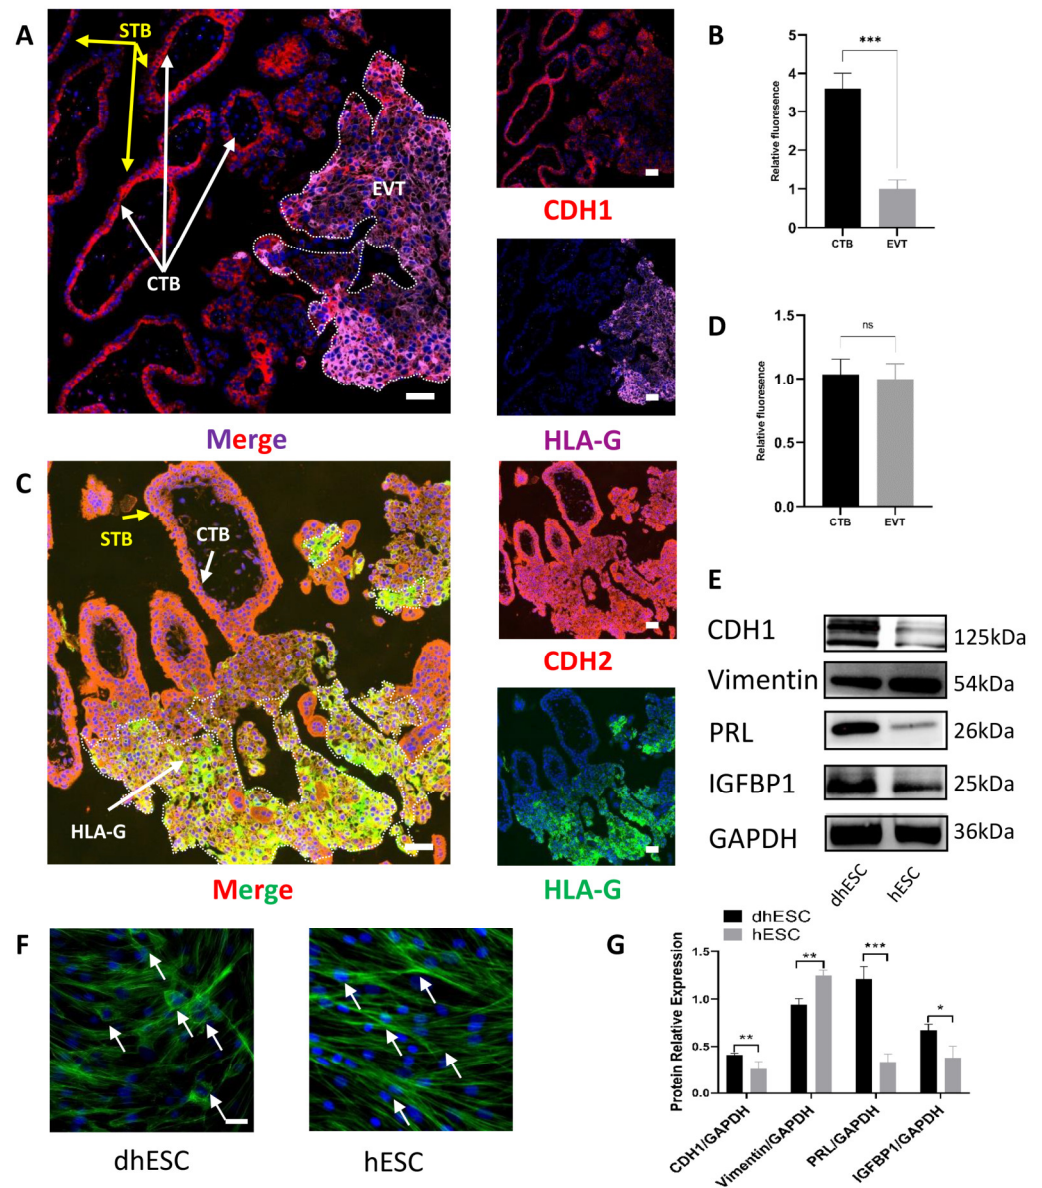 A
STB
EVT
CTB
Merge
CDH1
HLA-G
B
Relative fluoresence
5
4
3
2
1
0
***
CTB
EVT
C
STB
CTB
HLA-G
Merge
CDH2
HLA-G
D
Relative fluoresence
1.5
1.0
0.5
0.0
ns
CTB
EVT
E
CDH1
125kDa
Vimentin
54kDa
PRL
26kDa
IGFBP1
25kDa
GAPDH
36kDa
dhESC
hESC
F
dhESC
hESC
G
dhESC
hESC
Protein Relative Expression
1.5
1.0
0.5
0.0
**
**
***
*
CDH1/GAPDH
Vimentin/GAPDH
PRL/GAPDH
IGFBP1/GAPDH